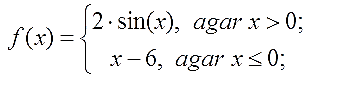 f(x) = { 2·sin(x), agar x > 0;
x − 6, agar x ≤ 0;